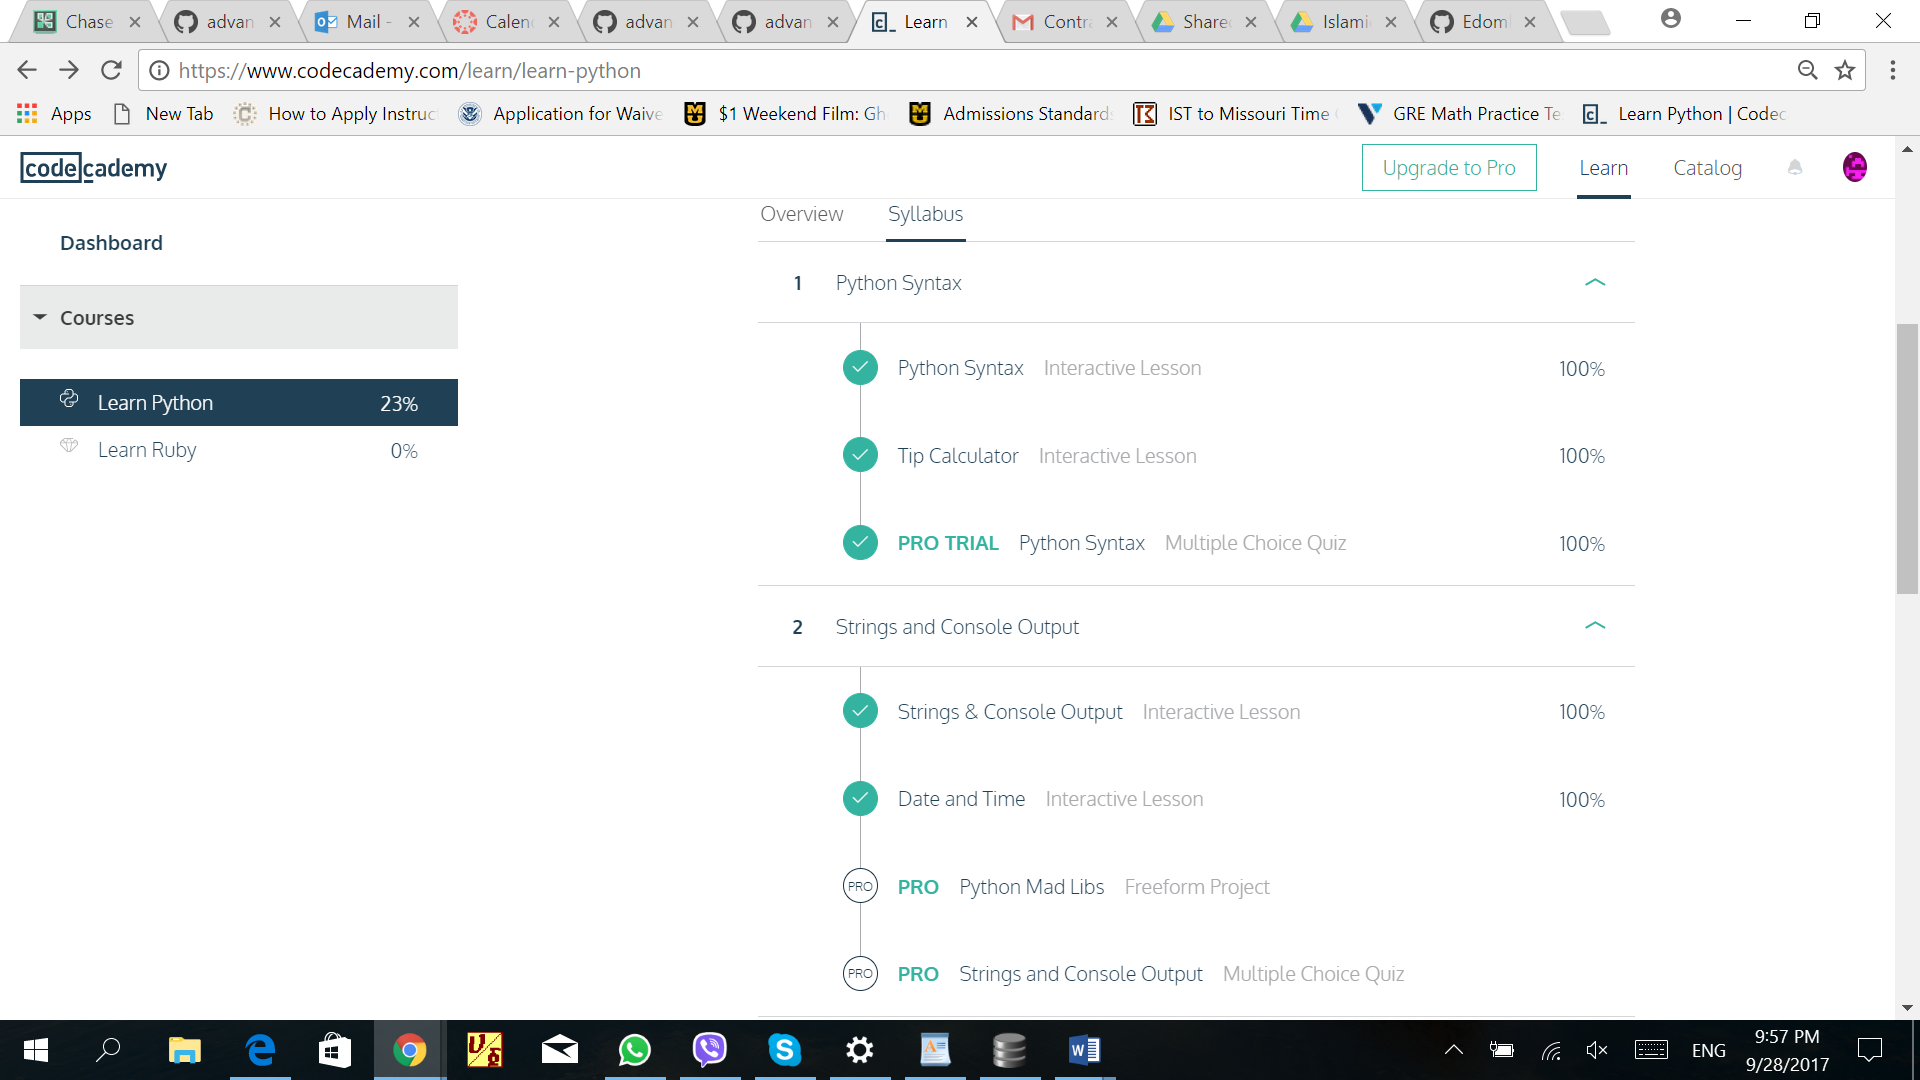 Chase
advan
Mail -
Calen
advan
advan
Learn
Contra
Shared
Islami
Edom
https://www.codecademy.com/learn/learn-python
Apps
New Tab
How to Apply Instruc
Application for Waive
$1 Weekend Film: Gh
Admissions Standards
IST to Missouri Time
GRE Math Practice Te
Learn Python | Codec
codecademy
Upgrade to Pro
Learn
Catalog
Overview
Syllabus
Dashboard
Courses
Learn Python 23%
Learn Ruby 0%
1 Python Syntax
Python Syntax Interactive Lesson 100%
Tip Calculator Interactive Lesson 100%
PRO TRIAL Python Syntax Multiple Choice Quiz 100%
2 Strings and Console Output
Strings & Console Output Interactive Lesson 100%
Date and Time Interactive Lesson 100%
PRO PRO Python Mad Libs Freeform Project
PRO PRO Strings and Console Output Multiple Choice Quiz
ENG
9:57 PM
9/28/2017